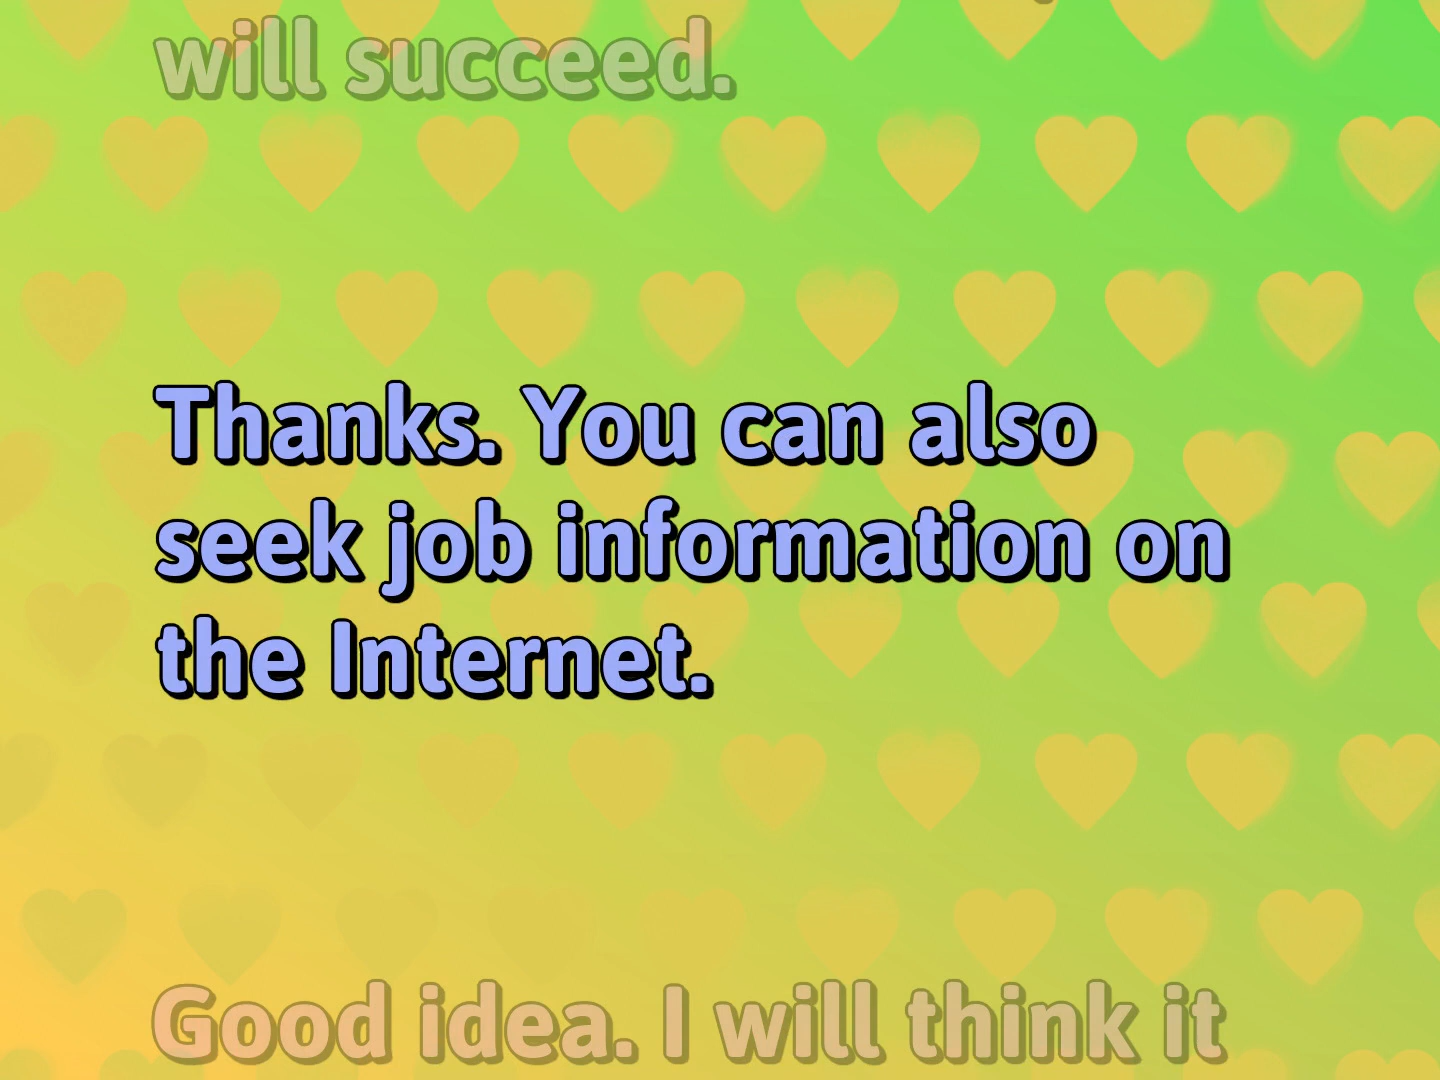 will succeed.
Thanks. You can also
seek job information on
the Internet.
Good idea. I will think it